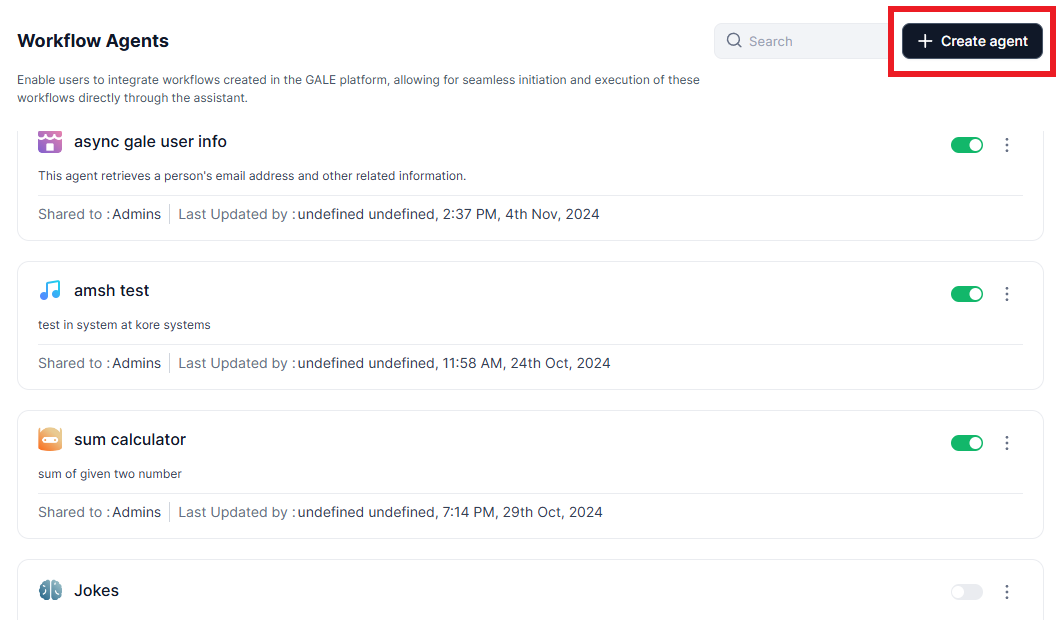 Workflow Agents
Search
Create agent
Enable users to integrate workflows created in the GALE platform, allowing for seamless initiation and execution of these
workflows directly through the assistant.
async gale user info
This agent retrieves a person's email address and other related information.
Shared to : Admins Last Updated by : undefined undefined, 2:37 PM, 4th Nov, 2024
amsh test
test in system at kore systems
Shared to : Admins Last Updated by : undefined undefined, 11:58 AM, 24th Oct, 2024
sum calculator
sum of given two number
Shared to : Admins Last Updated by : undefined undefined, 7:14 PM, 29th Oct, 2024
Jokes